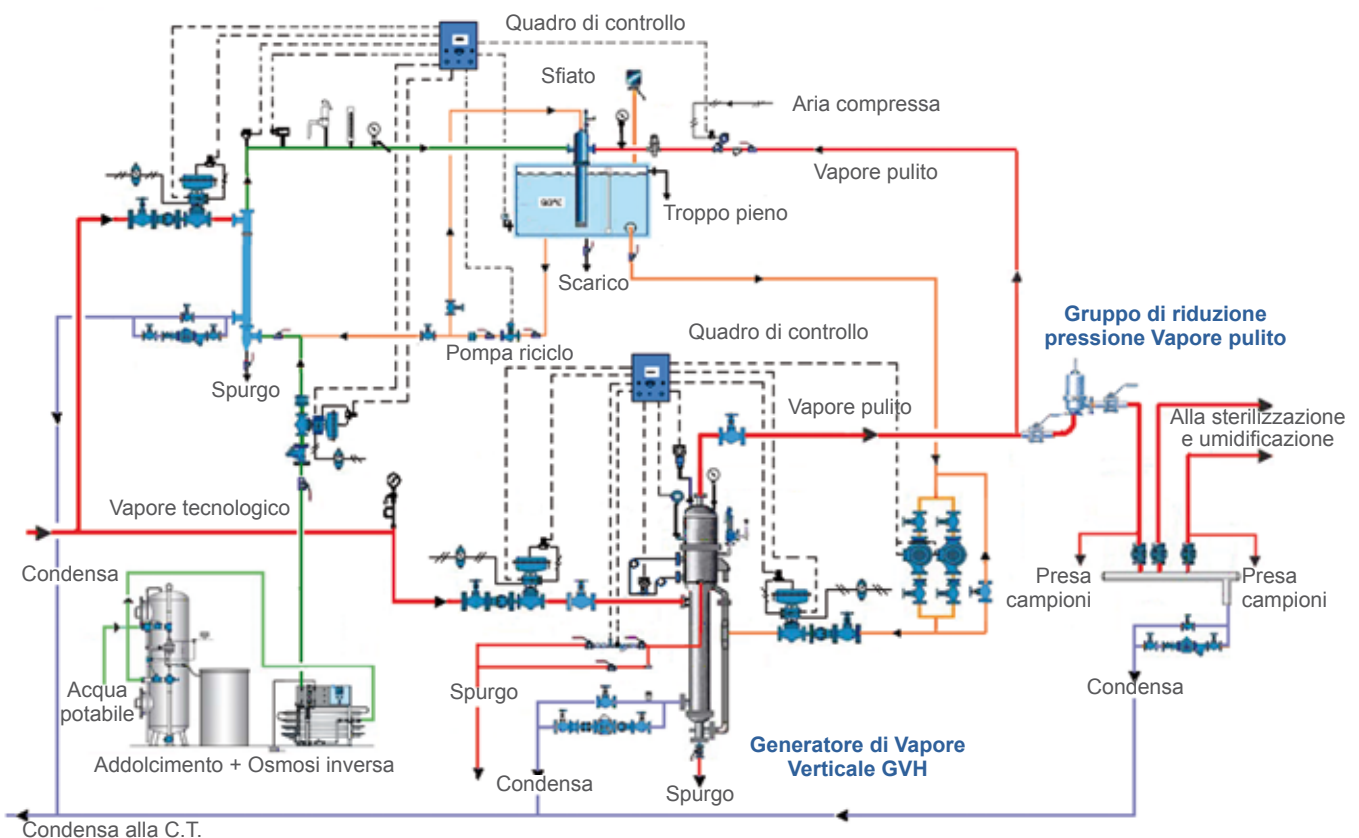 Quadro di controllo
Sfiato
Aria compressa
Vapore pulito
90°C
Troppo pieno
Scarico
Gruppo di riduzione
pressione Vapore pulito
Quadro di controllo
Pompa riciclo
Spurgo
Vapore pulito
Alla sterilizzazione
e umidificazione
Vapore tecnologico
Condensa
Presa
campioni
Presa
campioni
Acqua
potabile
Spurgo
Condensa
Generatore di Vapore
Verticale GVH
Addolcimento + Osmosi inversa
Condensa
Spurgo
Condensa alla C.T.